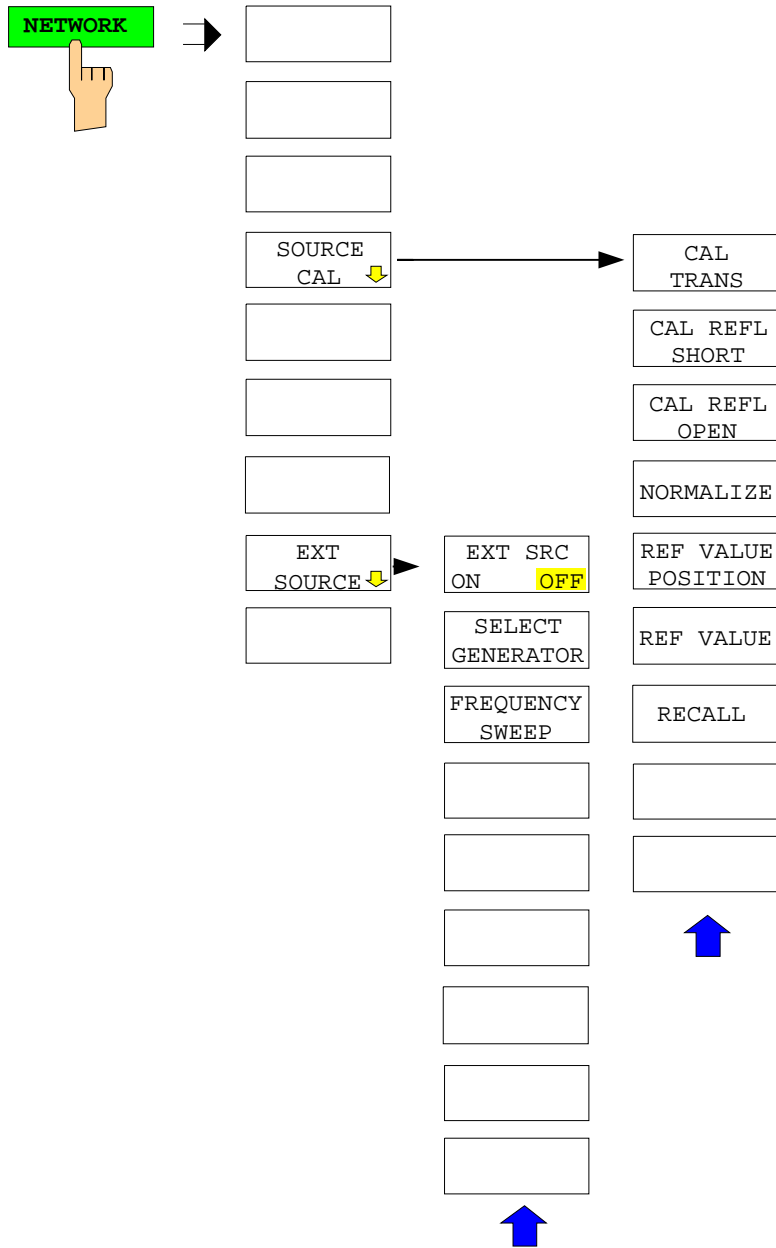 NETWORK
SOURCE
CAL
EXT
SOURCE
EXT SRC
ON OFF
SELECT
GENERATOR
FREQUENCY
SWEEP
CAL
TRANS
CAL REFL
SHORT
CAL REFL
OPEN
NORMALIZE
REF VALUE
POSITION
REF VALUE
RECALL